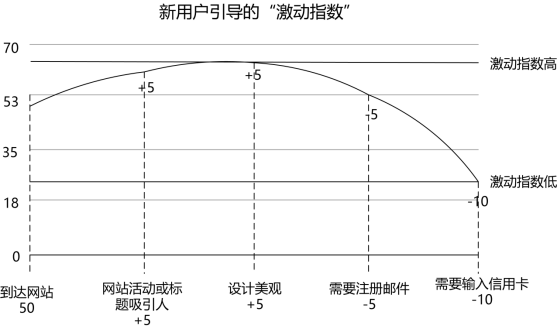 新用户引导的“激动指数”
70
激动指数高
+5
+5
53
-5
35
激动指数低
18
-10
0
到达网站
50
网站活动或标
题吸引人
+5
设计美观
+5
需要注册邮件
-5
需要输入信用卡
-10